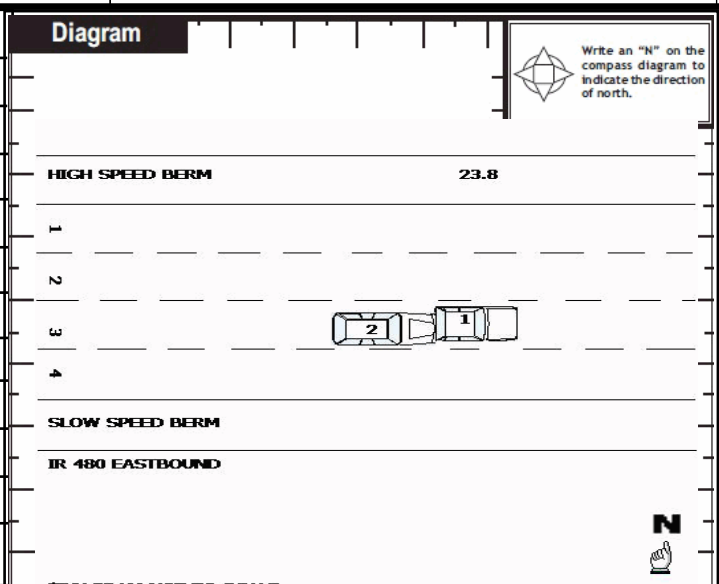 Diagram
Write an "N" on the
compass diagram to
indicate the direction
of north.
HIGH SPEED BERM 23.8
1
2
3
2 1
4
SLOW SPEED BERM
IR 480 EASTBOUND
N